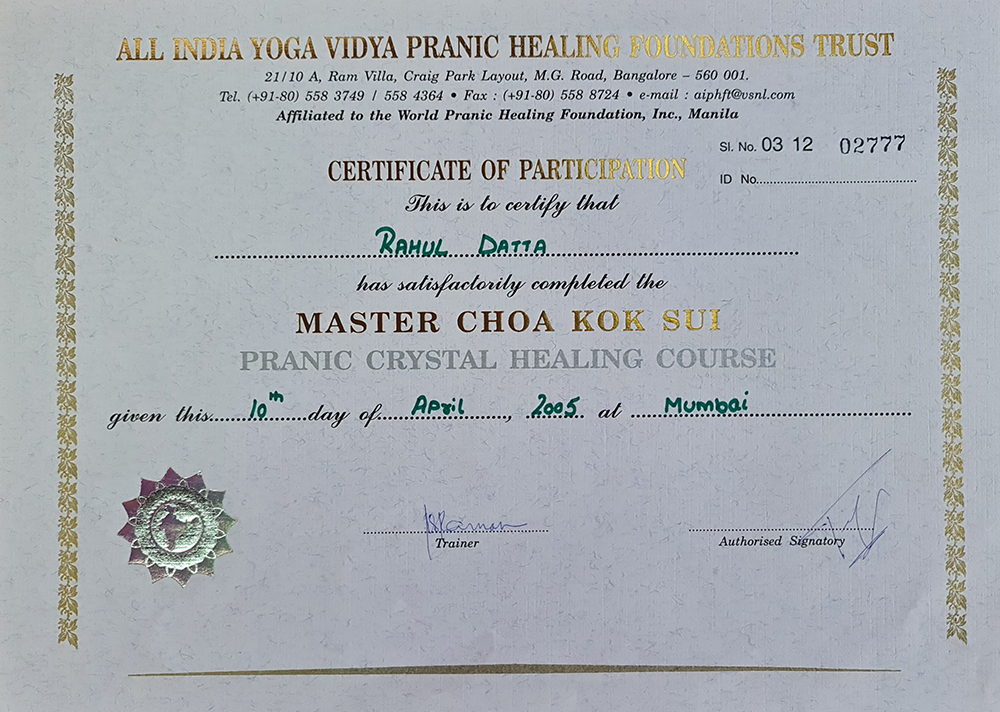 ALL INDIA YOGA VIDYA PRANIC HEALING FOUNDATIONS TRUST
21/10 A, Ram Villa, Craig Park Layout, M.G. Road, Bangalore – 560 001.
Tel. (+91-80) 558 3749 / 558 4364 • Fax : (+91-80) 558 8724 • e-mail : aiphft@vsnl.com
Affiliated to the World Pranic Healing Foundation, Inc., Manila
Sl. No. 03 12 02777
CERTIFICATE OF PARTICIPATION
ID No.
This is to certify that
RAHUL DATTA
has satisfactorily completed the
MASTER CHOA KOK SUI
PRANIC CRYSTAL HEALING COURSE
given this 10th day of April, 2005 at Mumbai
Trainer
Authorised Signatory